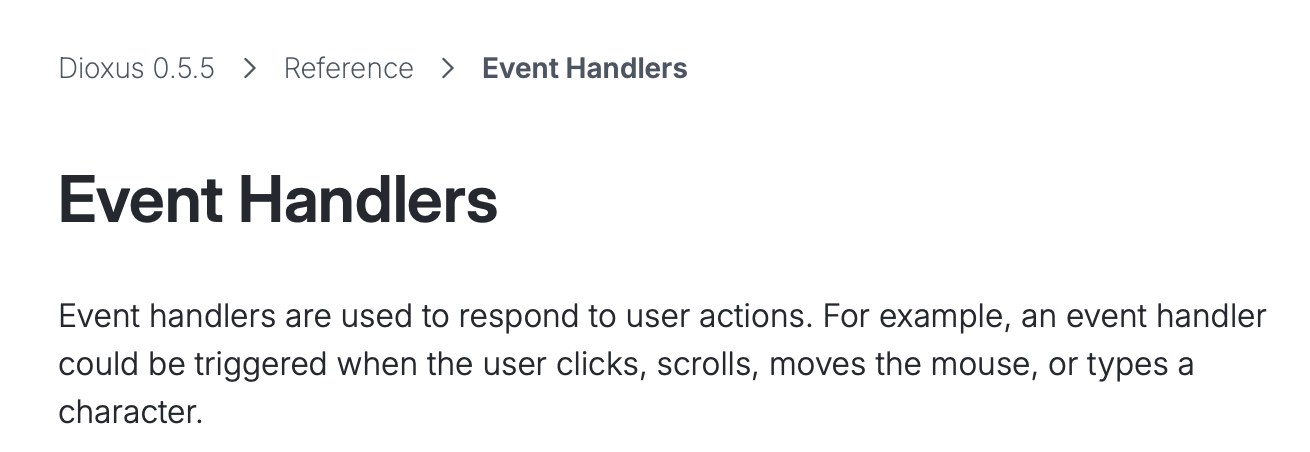 Dioxus 0.5.5 > Reference > Event Handlers
Event Handlers
Event handlers are used to respond to user actions. For example, an event handler
could be triggered when the user clicks, scrolls, moves the mouse, or types a
character.